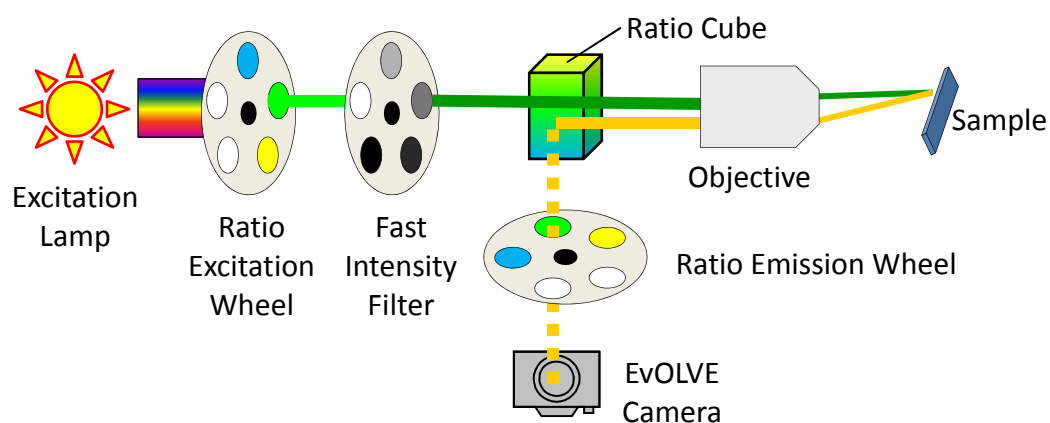 Ratio Cube
Sample
Objective
Excitation
Lamp
Ratio
Excitation
Wheel
Fast
Intensity
Filter
Ratio Emission Wheel
EvOLVE
Camera